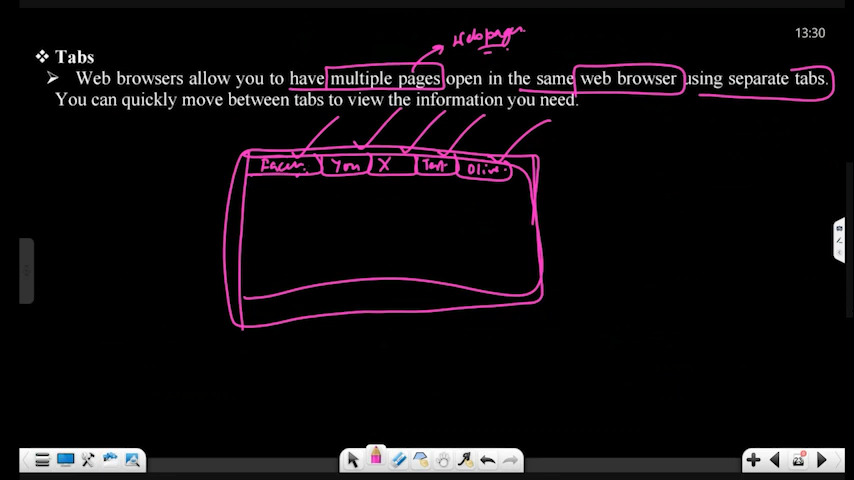 13:30
Webpages.
❖ Tabs
➢ Web browsers allow you to have multiple pages open in the same web browser using separate tabs.
You can quickly move between tabs to view the information you need.
You X Text